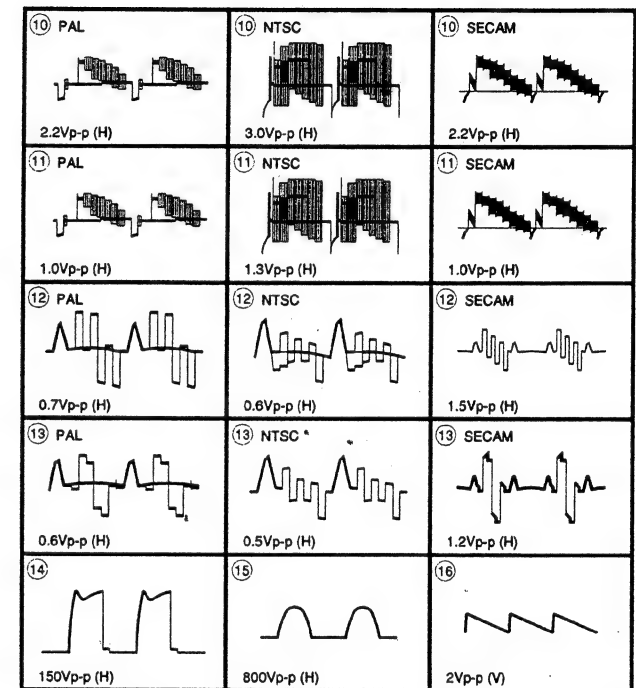 ⑩ PAL
⑩ NTSC
⑩ SECAM
2.2Vp-p (H)
3.0Vp-p (H)
2.2Vp-p (H)
⑪ PAL
⑪ NTSC
⑪ SECAM
1.0Vp-p (H)
1.3Vp-p (H)
1.0Vp-p (H)
⑫ PAL
⑫ NTSC
⑫ SECAM
0.7Vp-p (H)
0.6Vp-p (H)
1.5Vp-p (H)
⑬ PAL
⑬ NTSC
⑬ SECAM
0.6Vp-p (H)
0.5Vp-p (H)
1.2Vp-p (H)
⑭
⑮
⑯
150Vp-p (H)
800Vp-p (H)
2Vp-p (V)